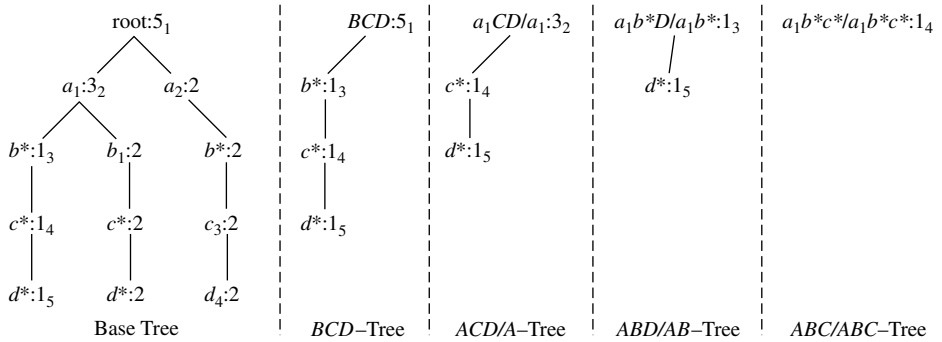 root:5₁ BCD:5₁ a₁CD/a₁:3₂ a₁b*D/a₁b*:1₃ a₁b*c*/a₁b*c*:1₄
a₁:3₂ a₂:2 b*:1₃ c*:1₄ d*:1₅
b*:1₃ b₁:2 b*:2 c*:1₄ d*:1₅
c*:1₄ c*:2 c₃:2 d*:1₅
d*:1₅ d*:2 d₄:2
Base Tree BCD–Tree ACD/A–Tree ABD/AB–Tree ABC/ABC–Tree